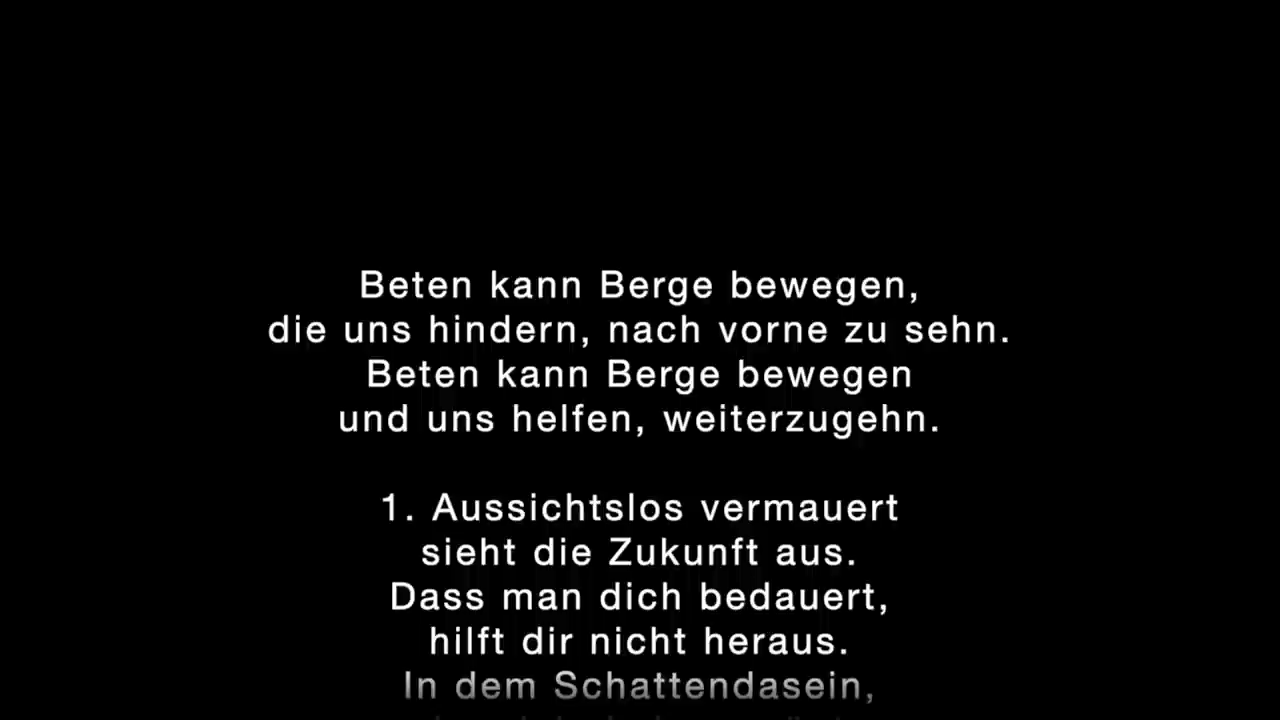 Beten kann Berge bewegen,
die uns hindern, nach vorne zu sehn.
Beten kann Berge bewegen
und uns helfen, weiterzugehn.
1. Aussichtslos vermauert
sieht die Zukunft aus.
Dass man dich bedauert,
hilft dir nicht heraus.
In dem Schattendasein,